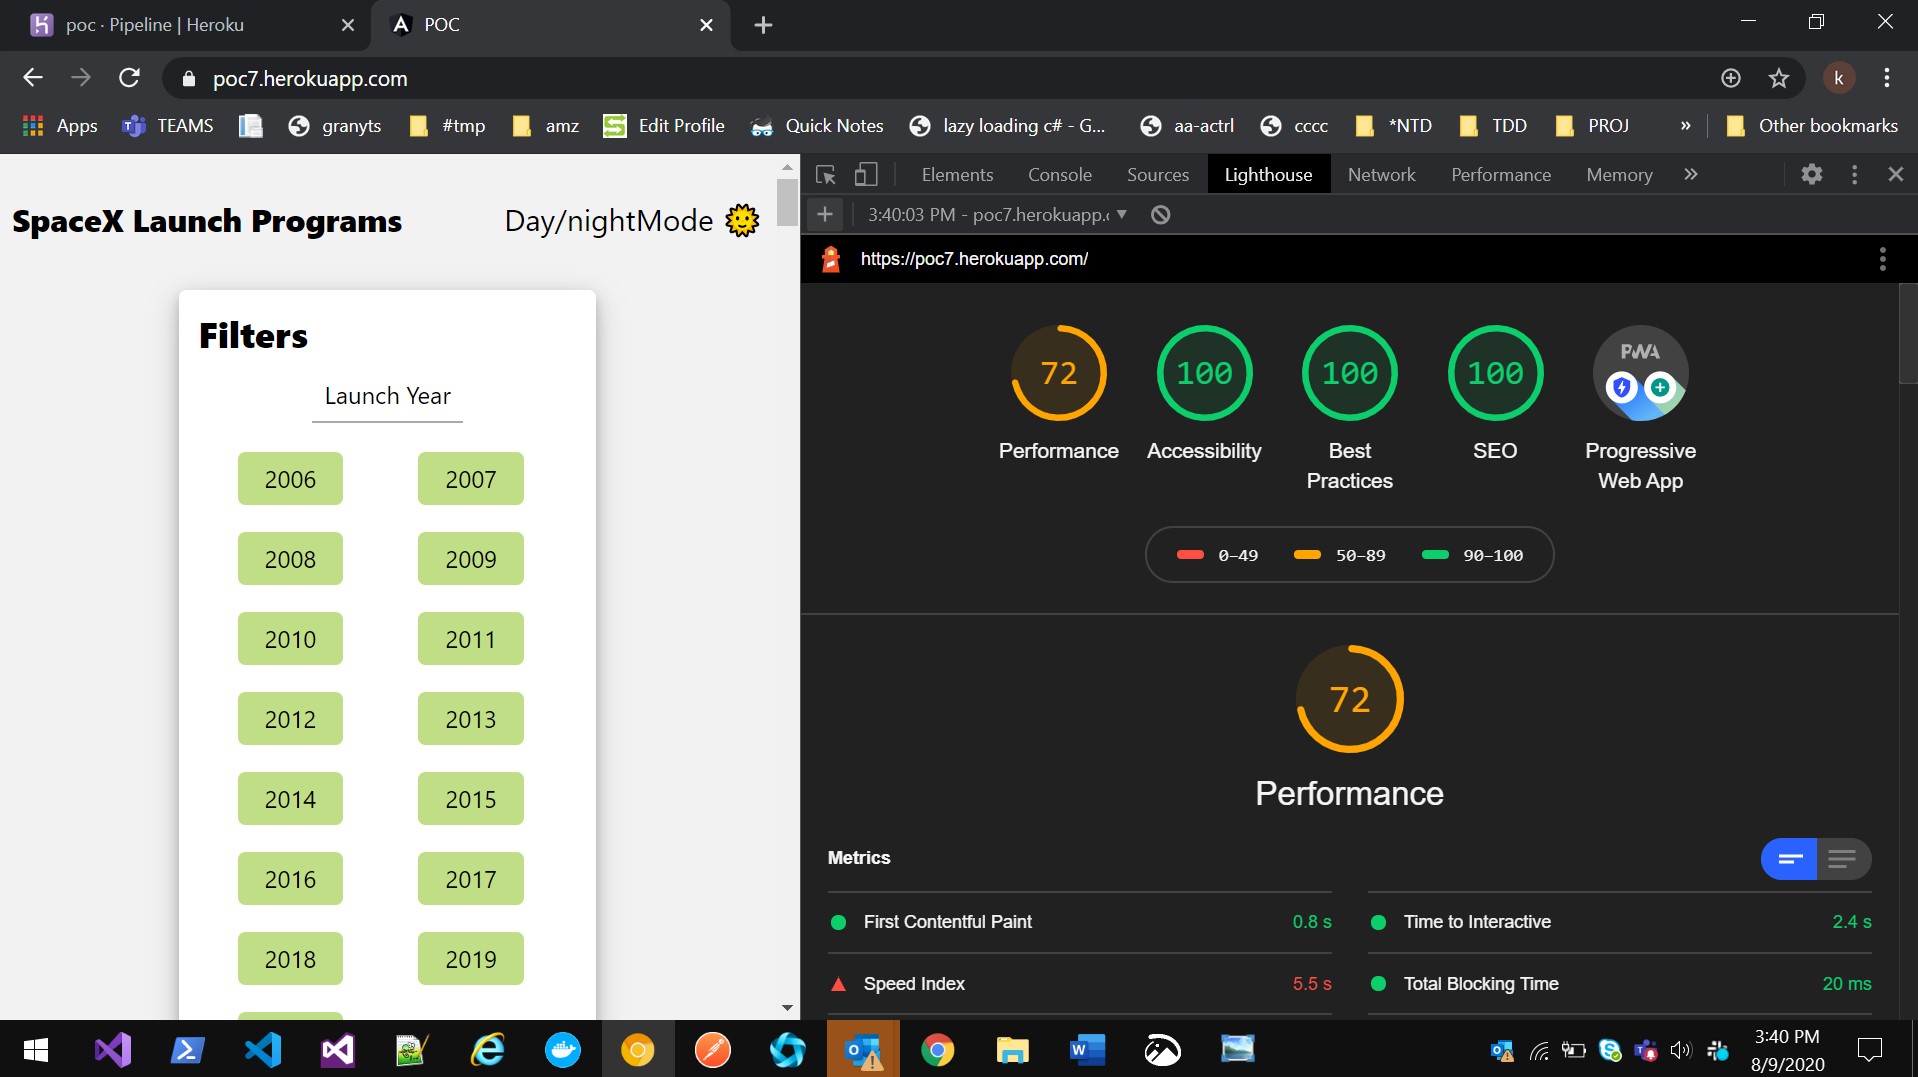 poc · Pipeline | Heroku
POC
poc7.herokuapp.com
k
Apps
TEAMS
granyts
#tmp
amz
Edit Profile
Quick Notes
lazy loading c# - G...
aa-actrl
cccc
*NTD
TDD
PROJ
»
Other bookmarks
SpaceX Launch Programs
Day/nightMode
Filters
Launch Year
2006 2007
2008 2009
2010 2011
2012 2013
2014 2015
2016 2017
2018 2019
Elements Console Sources Lighthouse Network Performance Memory »
3:40:03 PM - poc7.herokuapp.c
https://poc7.herokuapp.com/
72 100 100 100 PWA
Performance Accessibility Best Practices SEO Progressive Web App
0–49 50–89 90–100
72
Performance
Metrics
First Contentful Paint 0.8 s
Time to Interactive 2.4 s
Speed Index 5.5 s
Total Blocking Time 20 ms
3:40 PM
8/9/2020